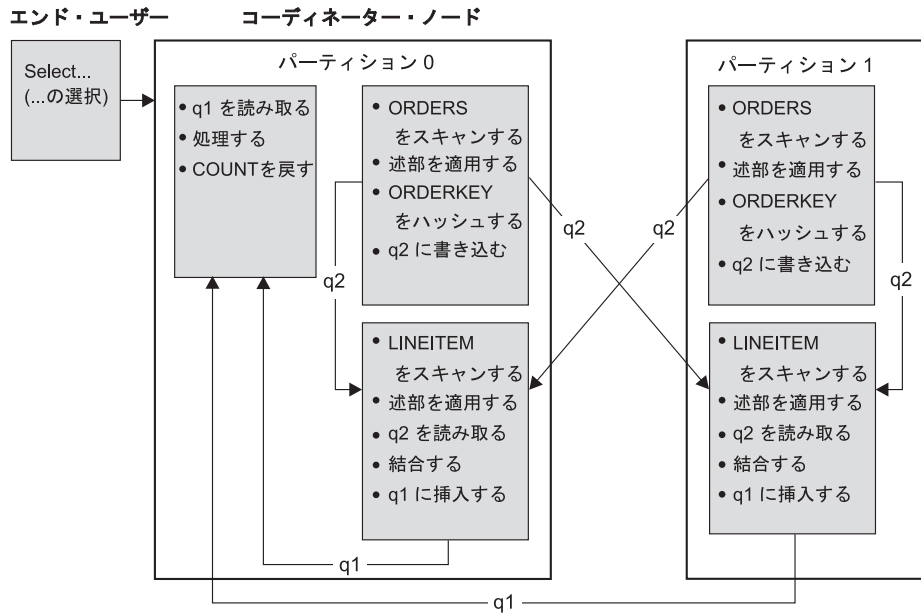 エンド・ユーザー
コーディネーター・ノード
Select...
(...の選択)
パーティション 0
• q1 を読み取る
• 処理する
• COUNTを戻す
• ORDERS
をスキャンする
• 述部を適用する
• ORDERKEY
をハッシュする
• q2 に書き込む
q2
• LINEITEM
をスキャンする
• 述部を適用する
• q2 を読み取る
• 結合する
• q1 に挿入する
q1
q2
q2
パーティション 1
• ORDERS
をスキャンする
• 述部を適用する
• ORDERKEY
をハッシュする
• q2 に書き込む
q2
• LINEITEM
をスキャンする
• 述部を適用する
• q2 を読み取る
• 結合する
• q1 に挿入する
q1